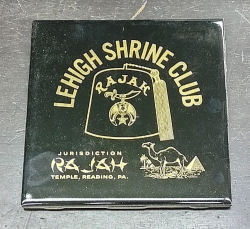 LEHIGH SHRINE CLUB
RAJAH
JURISDICTION
RAJAH
TEMPLE, READING, PA.